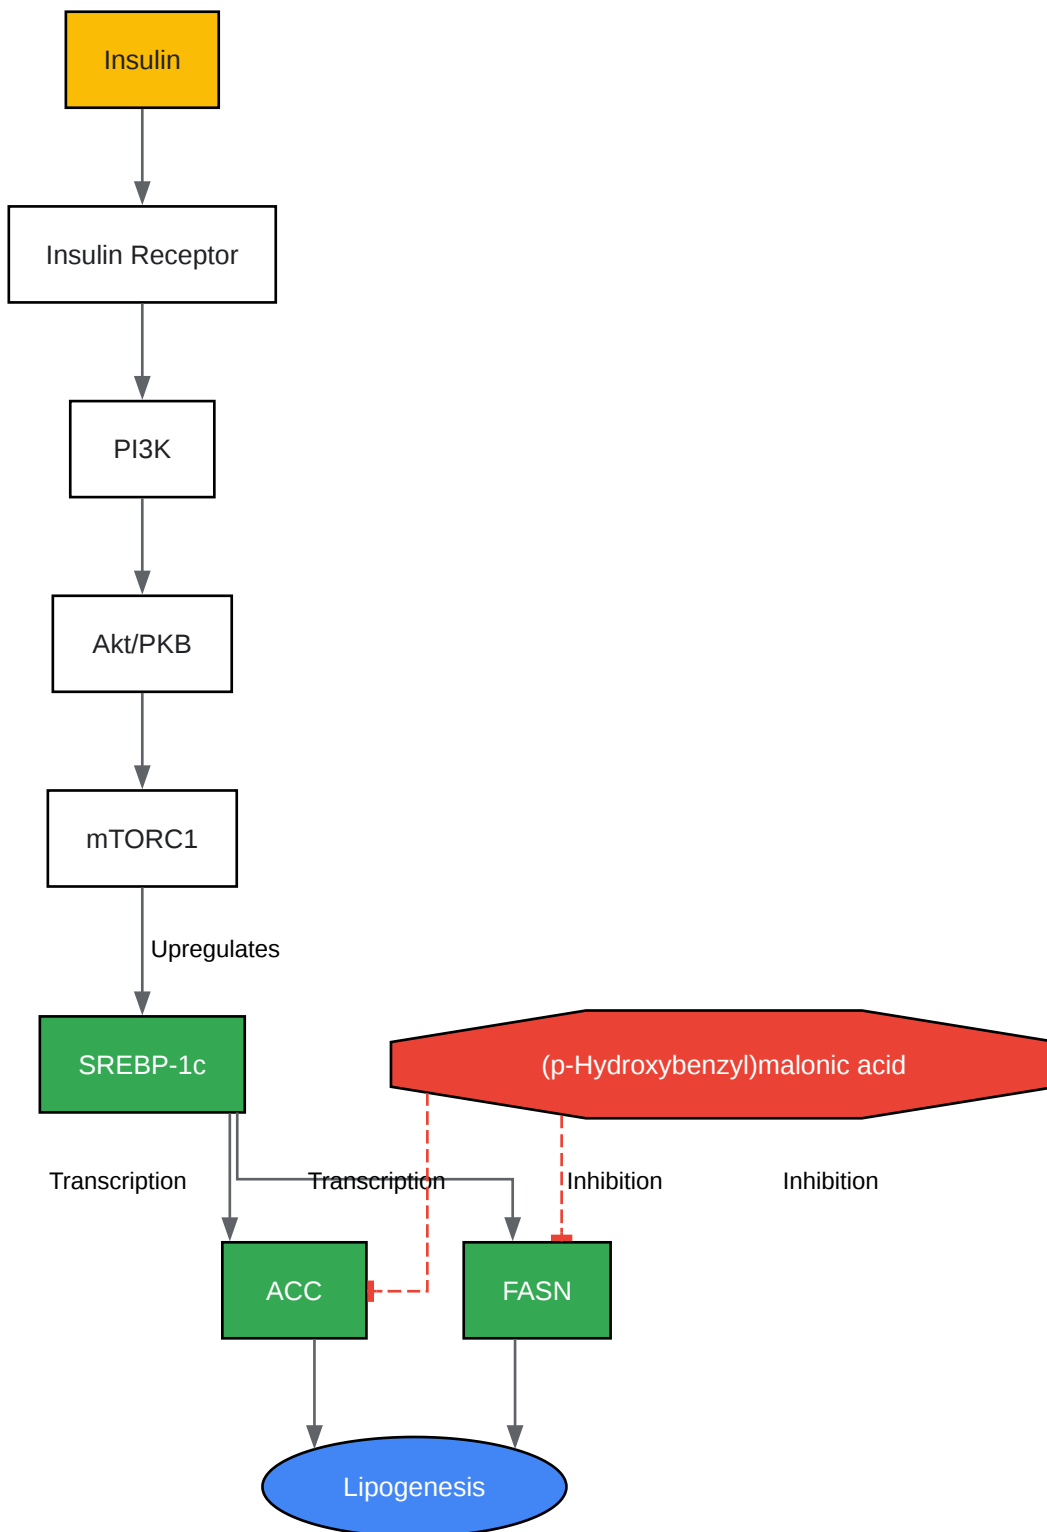 Insulin
Insulin Receptor
PI3K
Akt/PKB
mTORC1
Upregulates
SREBP-1c
(p-Hydroxybenzyl)malonic acid
Transcription
Transcription
Inhibition
Inhibition
ACC
FASN
Lipogenesis